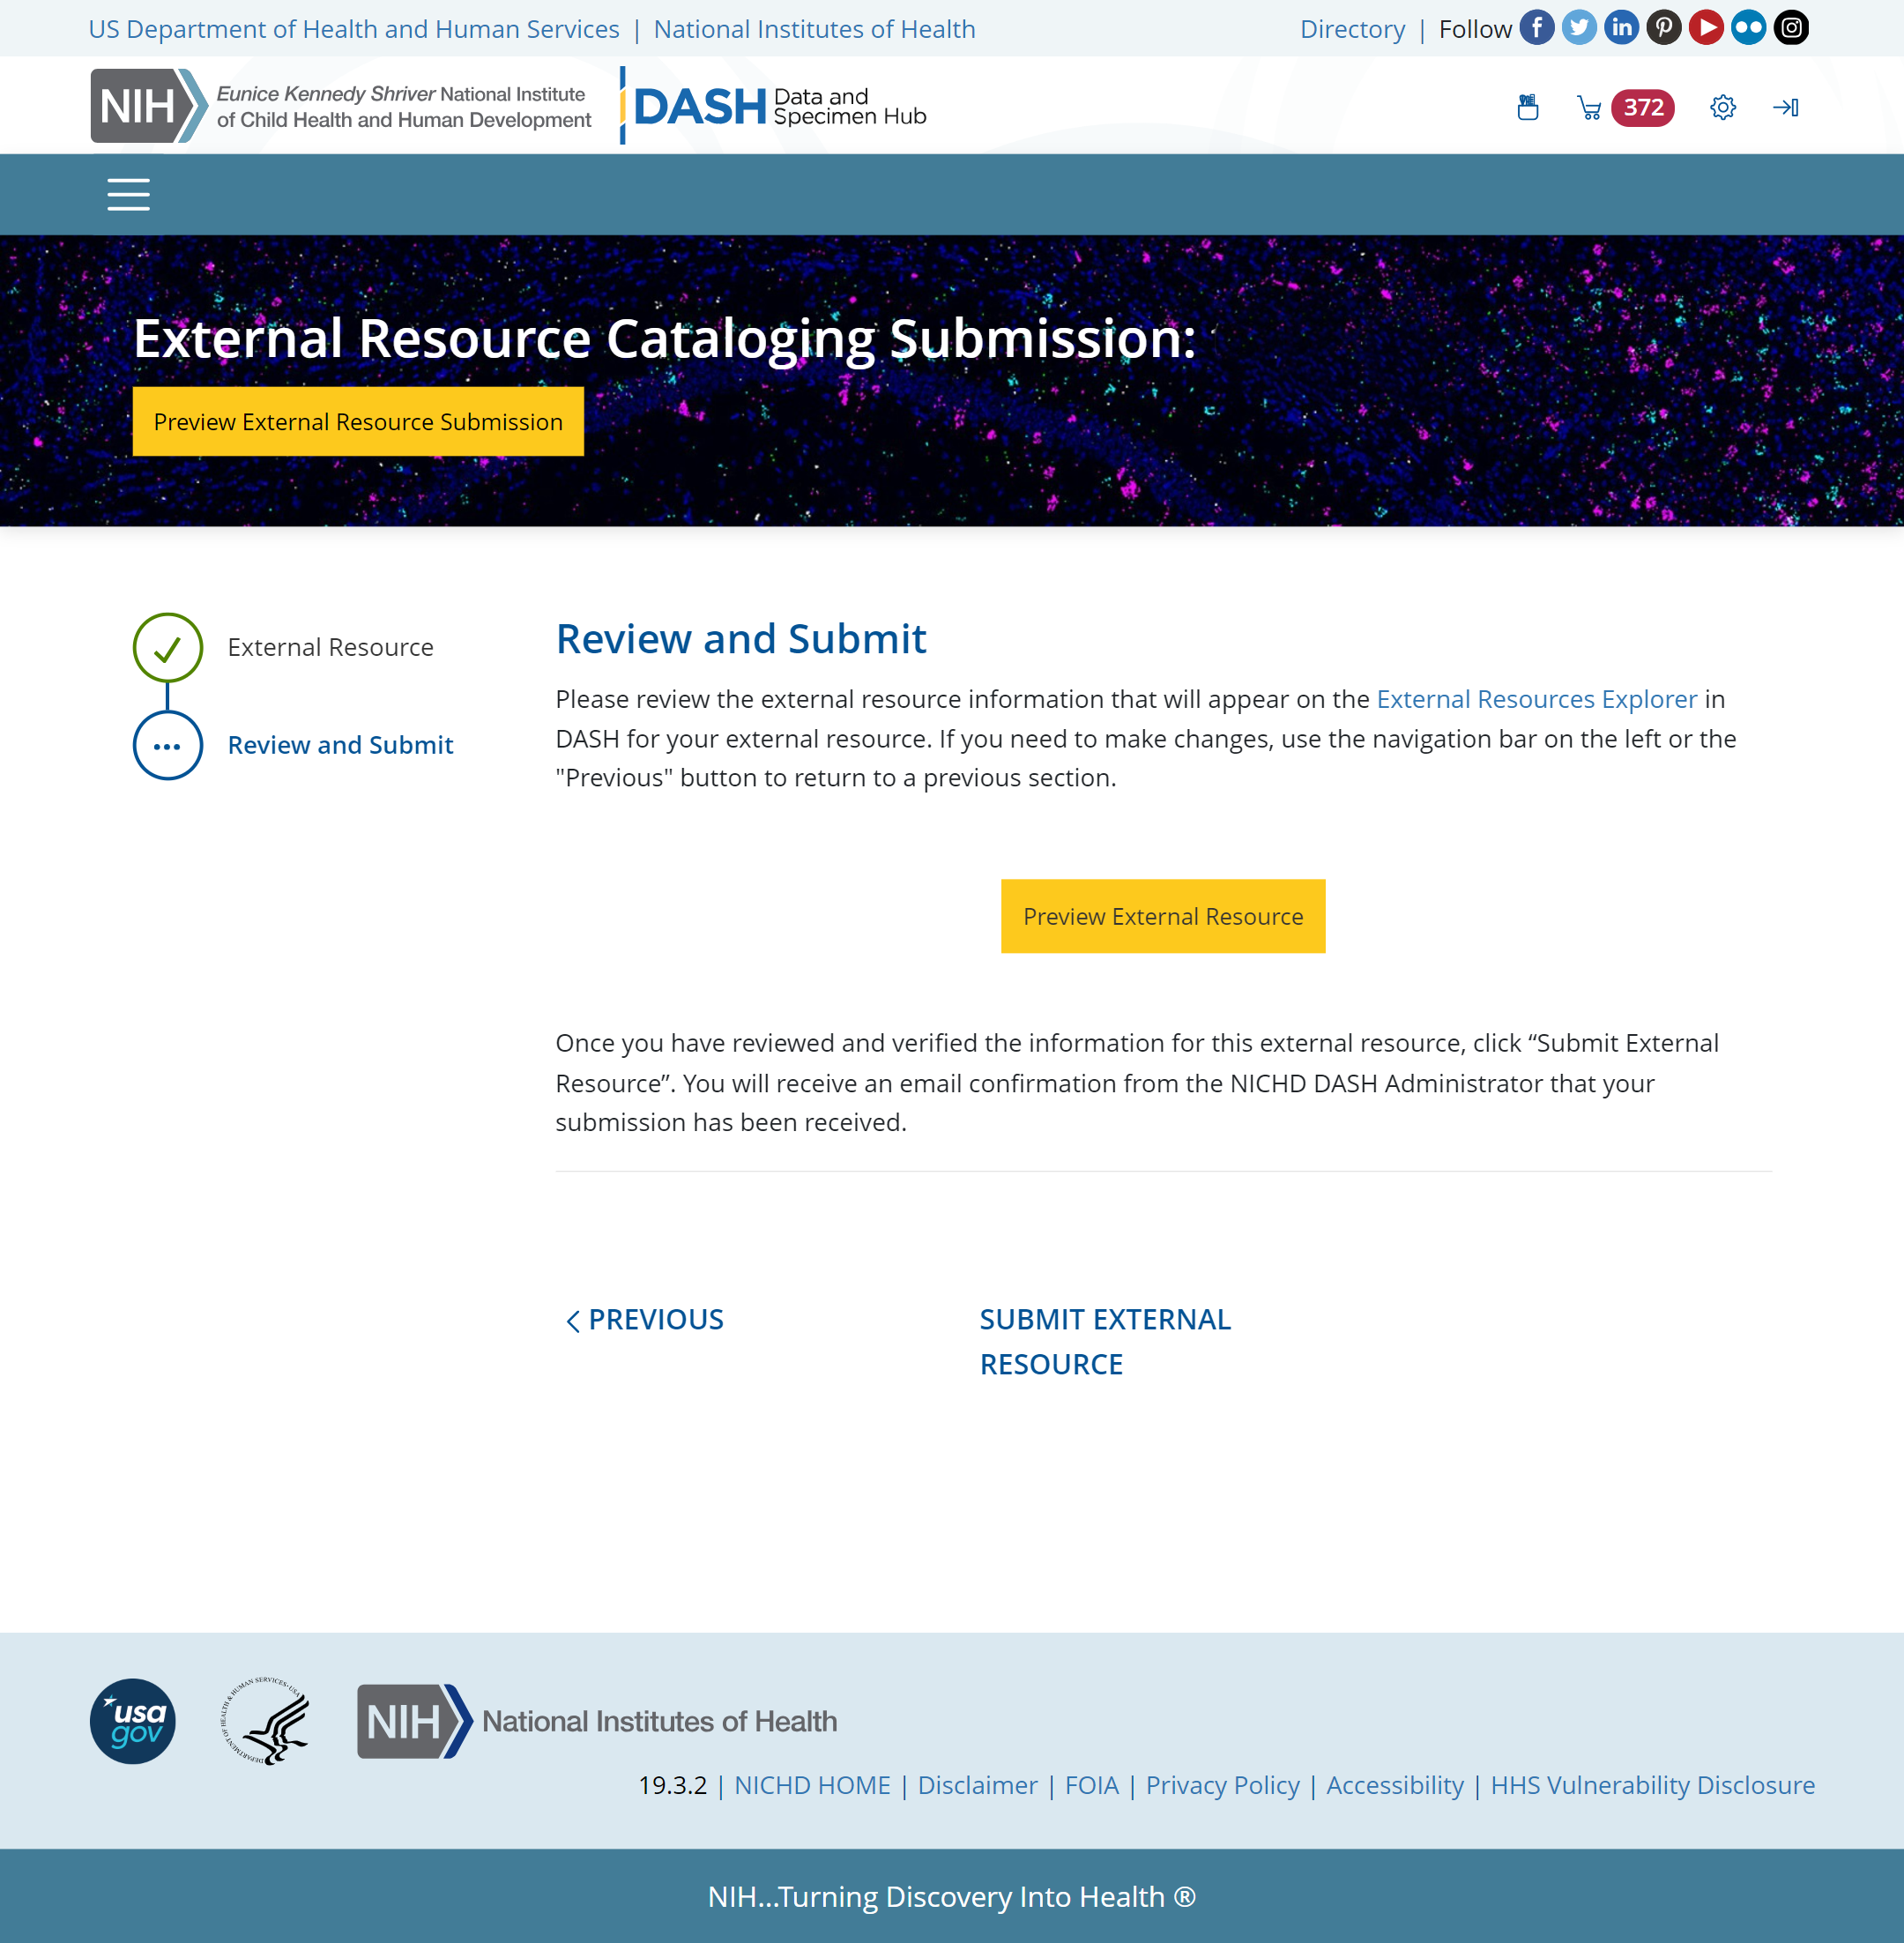 US Department of Health and Human Services | National Institutes of Health
Directory | Follow
NIH Eunice Kennedy Shriver National Institute
of Child Health and Human Development
DASH Data and
Specimen Hub
372
External Resource Cataloging Submission:
Preview External Resource Submission
External Resource
Review and Submit
Review and Submit
Please review the external resource information that will appear on the External Resources Explorer in
DASH for your external resource. If you need to make changes, use the navigation bar on the left or the
"Previous" button to return to a previous section.
Preview External Resource
Once you have reviewed and verified the information for this external resource, click “Submit External
Resource”. You will receive an email confirmation from the NICHD DASH Administrator that your
submission has been received.
PREVIOUS
SUBMIT EXTERNAL
RESOURCE
usa
gov
DEPARTMENT OF HEALTH & HUMAN SERVICES • USA
NIH National Institutes of Health
19.3.2 | NICHD HOME | Disclaimer | FOIA | Privacy Policy | Accessibility | HHS Vulnerability Disclosure
NIH...Turning Discovery Into Health ®